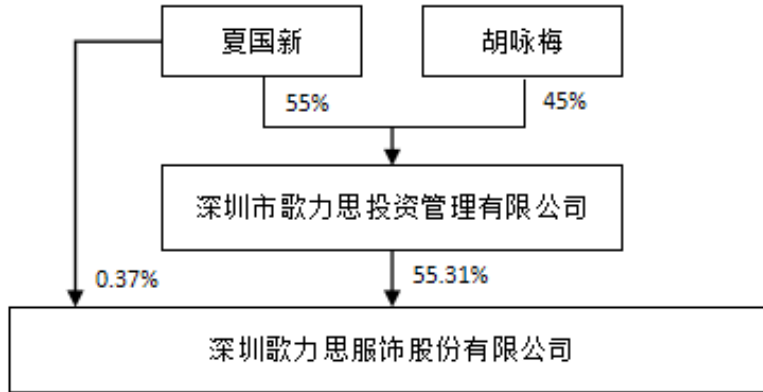 夏国新
胡咏梅
55%
45%
深圳市歌力思投资管理有限公司
0.37%
55.31%
深圳歌力思服饰股份有限公司